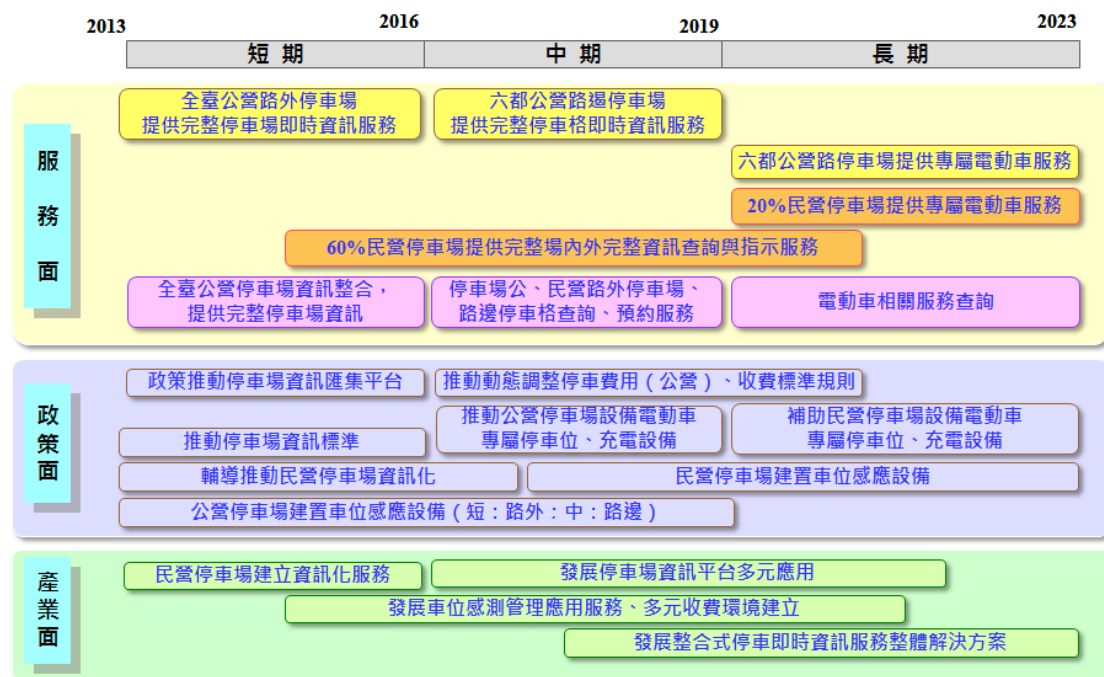 2013
2016
2019
2023
短 期
中 期
長 期
服務面
全臺公營路外停車場
提供完整停車場即時資訊服務
六都公營路邊停車場
提供完整停車格即時資訊服務
六都公營路停車場提供專屬電動車服務
20%民營停車場提供專屬電動車服務
60%民營停車場提供完整場內外完整資訊查詢與指示服務
全臺公營停車場資訊整合，
提供完整停車場資訊
停車場公、民營路外停車場、
路邊停車格查詢、預約服務
電動車相關服務查詢
政策面
政策推動停車場資訊匯集平台
推動動態調整停車費用（公營）、收費標準規則
推動停車場資訊標準
推動公營停車場設備電動車
專屬停車位、充電設備
補助民營停車場設備電動車
專屬停車位、充電設備
輔導推動民營停車場資訊化
民營停車場建置車位感應設備
公營停車場建置車位感應設備（短：路外：中：路邊）
產業面
民營停車場建立資訊化服務
發展停車場資訊平台多元應用
發展車位感測管理應用服務、多元收費環境建立
發展整合式停車即時資訊服務整體解決方案